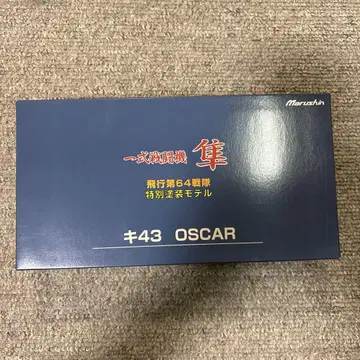 Marushin
一式戦闘機 隼
飛行第64戦隊
特別塗装モデル
キ43 OSCAR